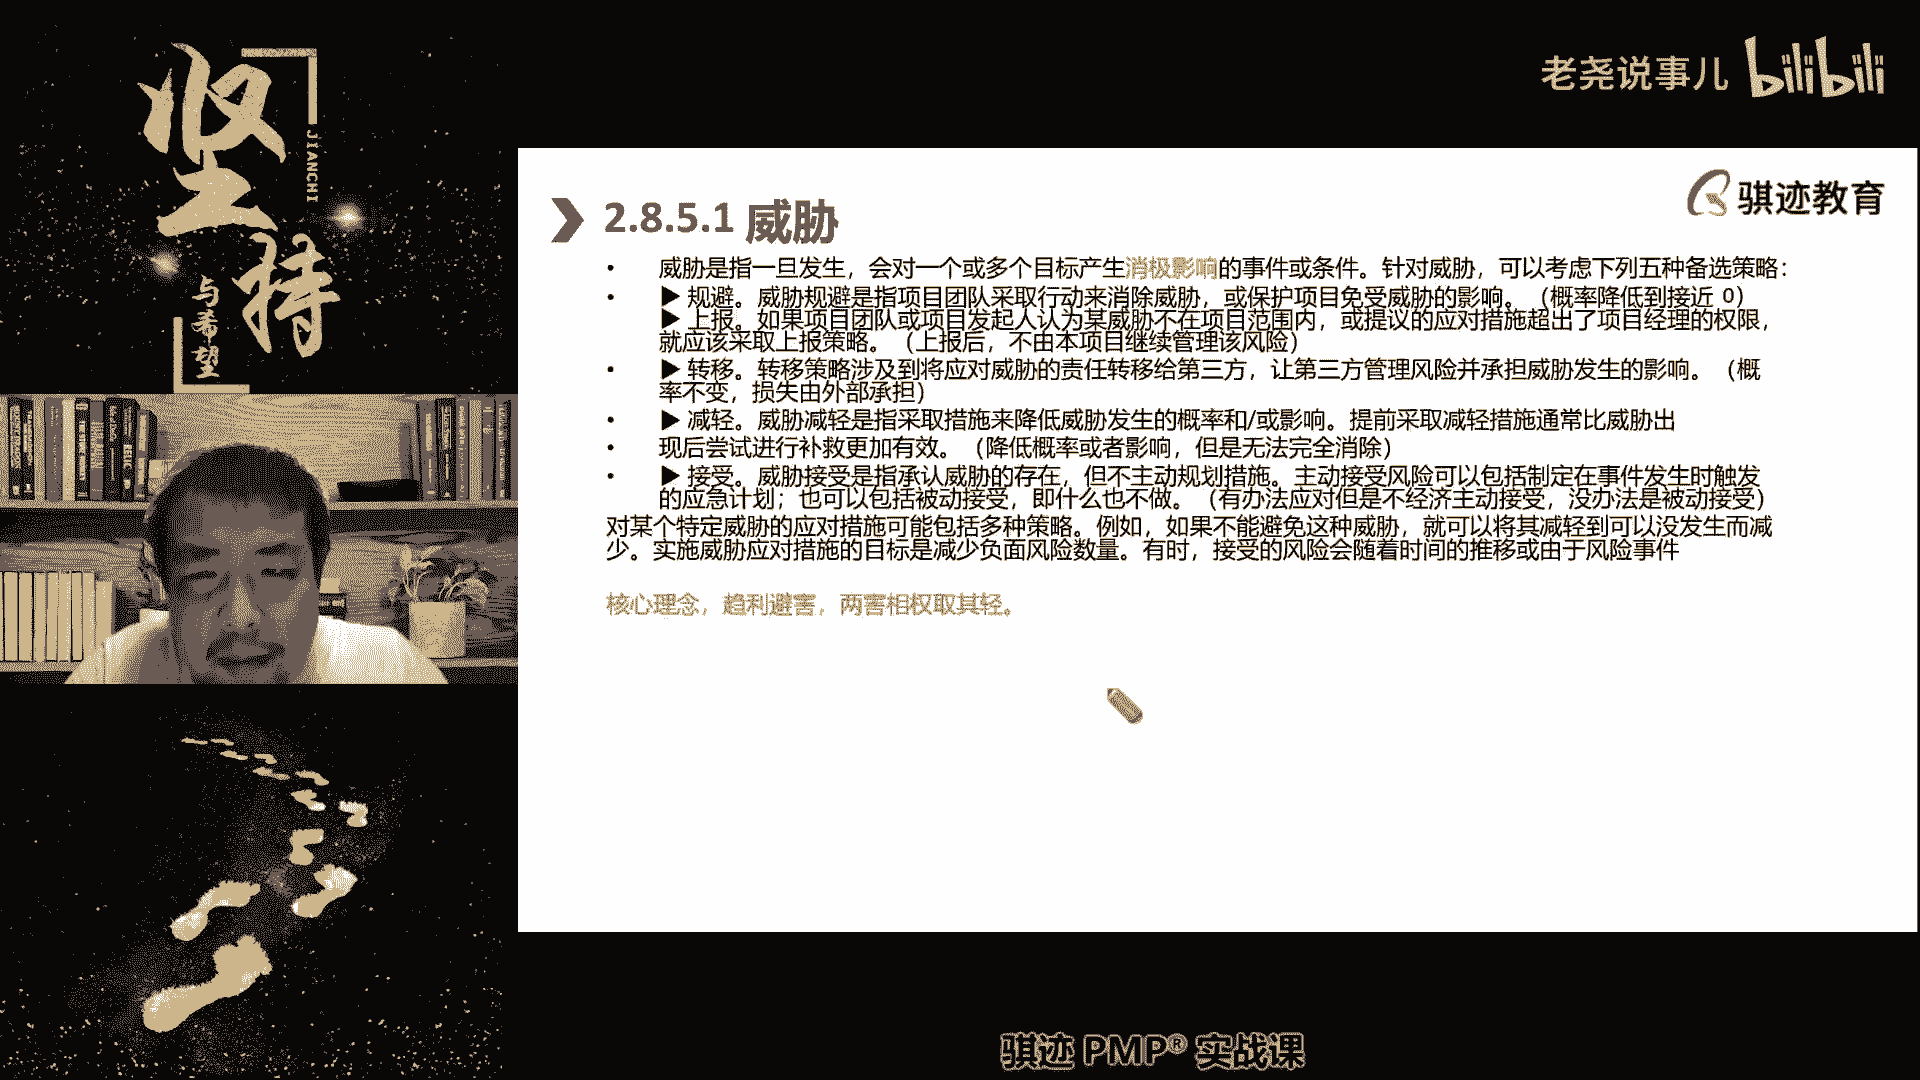 坚持
JIANCHI
与希望
老尧说事儿 bilibili
骐迹教育
2.8.5.1 威胁
• 威胁是指一旦发生，会对一个或多个目标产生消极影响的事件或条件。针对威胁，可以考虑下列五种备选策略：
• ▶ 规避。威胁规避是指项目团队采取行动来消除威胁，或保护项目免受威胁的影响。（概率降低到接近 0）
▶ 上报。如果项目团队或项目发起人认为某威胁不在项目范围内，或提议的应对措施超出了项目经理的权限，
就应该采取上报策略。（上报后，不由本项目继续管理该风险）
• ▶ 转移。转移策略涉及到将应对威胁的责任转移给第三方，让第三方管理风险并承担威胁发生的影响。（概
率不变，损失由外部承担）
• ▶ 减轻。威胁减轻是指采取措施来降低威胁发生的概率和/或影响。提前采取减轻措施通常比威胁出
• 现后尝试进行补救更加有效。（降低概率或者影响，但是无法完全消除）
• ▶ 接受。威胁接受是指承认威胁的存在，但不主动规划措施。主动接受风险可以包括制定在事件发生时触发
的应急计划；也可以包括被动接受，即什么也不做。（有办法应对但是不经济主动接受，没办法是被动接受）
对某个特定威胁的应对措施可能包括多种策略。例如，如果不能避免这种威胁，就可以将其减轻到可以没发生而减
少。实施威胁应对措施的目标是减少负面风险数量。有时，接受的风险会随着时间的推移或由于风险事件
核心理念，趋利避害，两害相权取其轻。
骐迹 PMP® 实战课